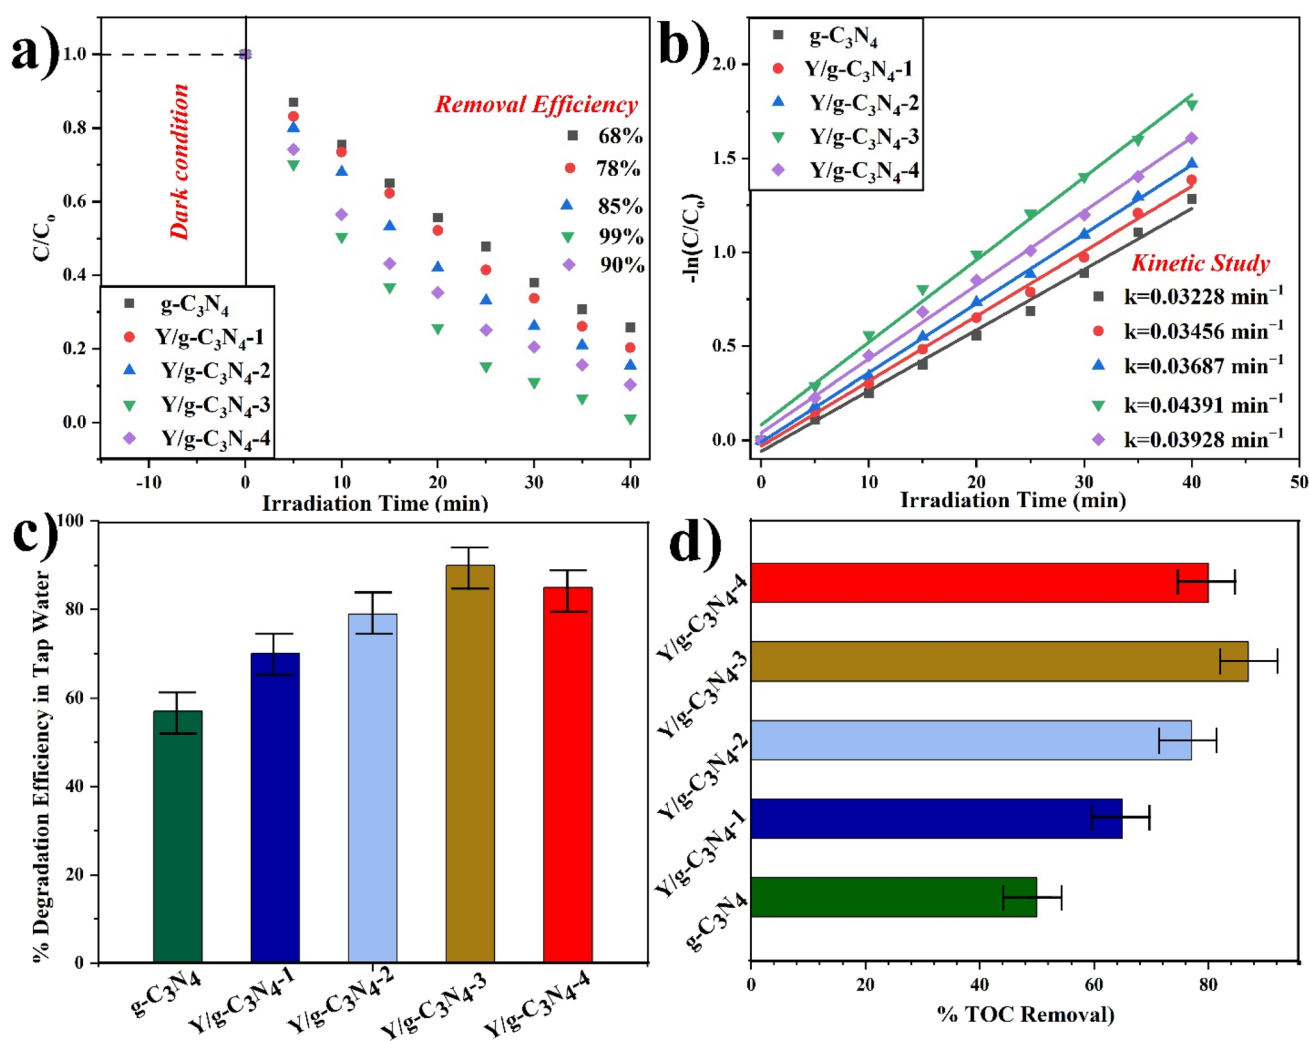 a)
C/Co
1.0
0.8
0.6
0.4
0.2
0.0
Dark condition
Removal Efficiency
68%
78%
85%
99%
90%
g-C3N4
Y/g-C3N4-1
Y/g-C3N4-2
Y/g-C3N4-3
Y/g-C3N4-4
-10 0 10 20 30 40
Irradiation Time (min)
b)
-ln(C/Co)
2.0
1.5
1.0
0.5
0.0
g-C3N4
Y/g-C3N4-1
Y/g-C3N4-2
Y/g-C3N4-3
Y/g-C3N4-4
Kinetic Study
k=0.03228 min⁻¹
k=0.03456 min⁻¹
k=0.03687 min⁻¹
k=0.04391 min⁻¹
k=0.03928 min⁻¹
0 10 20 30 40 50
Irradiation Time (min)
c)
% Degradation Efficiency in Tap Water
100
80
60
40
20
0
g-C3N4
Y/g-C3N4-1
Y/g-C3N4-2
Y/g-C3N4-3
Y/g-C3N4-4
d)
Y/g-C3N4-4
Y/g-C3N4-3
Y/g-C3N4-2
Y/g-C3N4-1
g-C3N4
0 20 40 60 80
% TOC Removal)